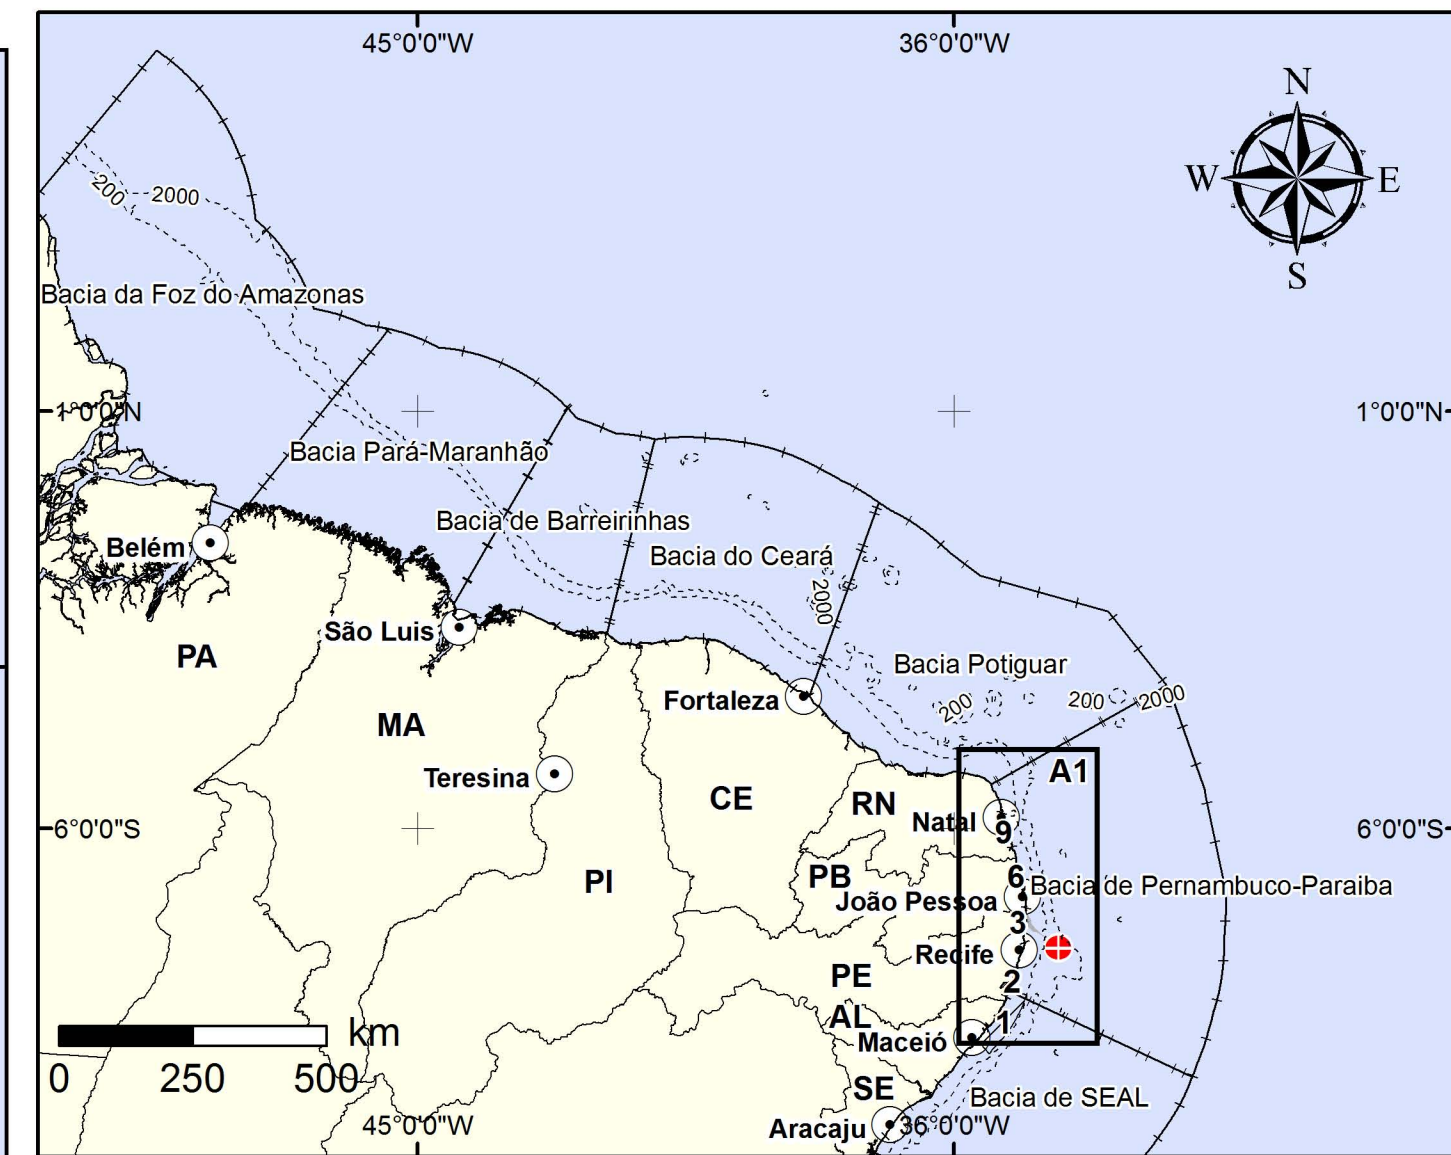 45°0'0"W
36°0'0"W
N
W
E
S
200
2000
Bacia da Foz do Amazonas
1°0'0"N
1°0'0"N
Bacia Pará-Maranhão
Bacia de Barreirinhas
Belém
Bacia do Ceará
2000
São Luis
PA
Bacia Potiguar
Fortaleza
200
200
2000
MA
Teresina
A1
CE
RN
Natal
9
6°0'0"S
6°0'0"S
PI
PB
6
Bacia de Pernambuco-Paraiba
João Pessoa
3
Recife
PE
2
AL
1
Maceió
km
0
250
500
SE
Bacia de SEAL
45°0'0"W
Aracaju
36°0'0"W